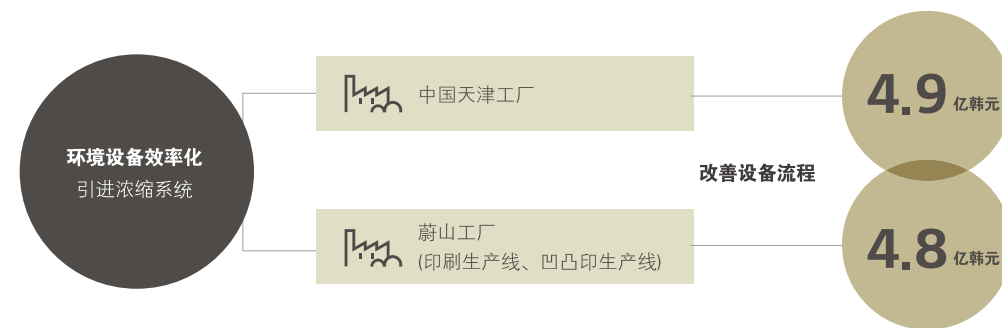 环境设备效率化
引进浓缩系统
中国天津工厂
4.9 亿韩元
改善设备流程
蔚山工厂
(印刷生产线、凹凸印生产线)
4.8 亿韩元